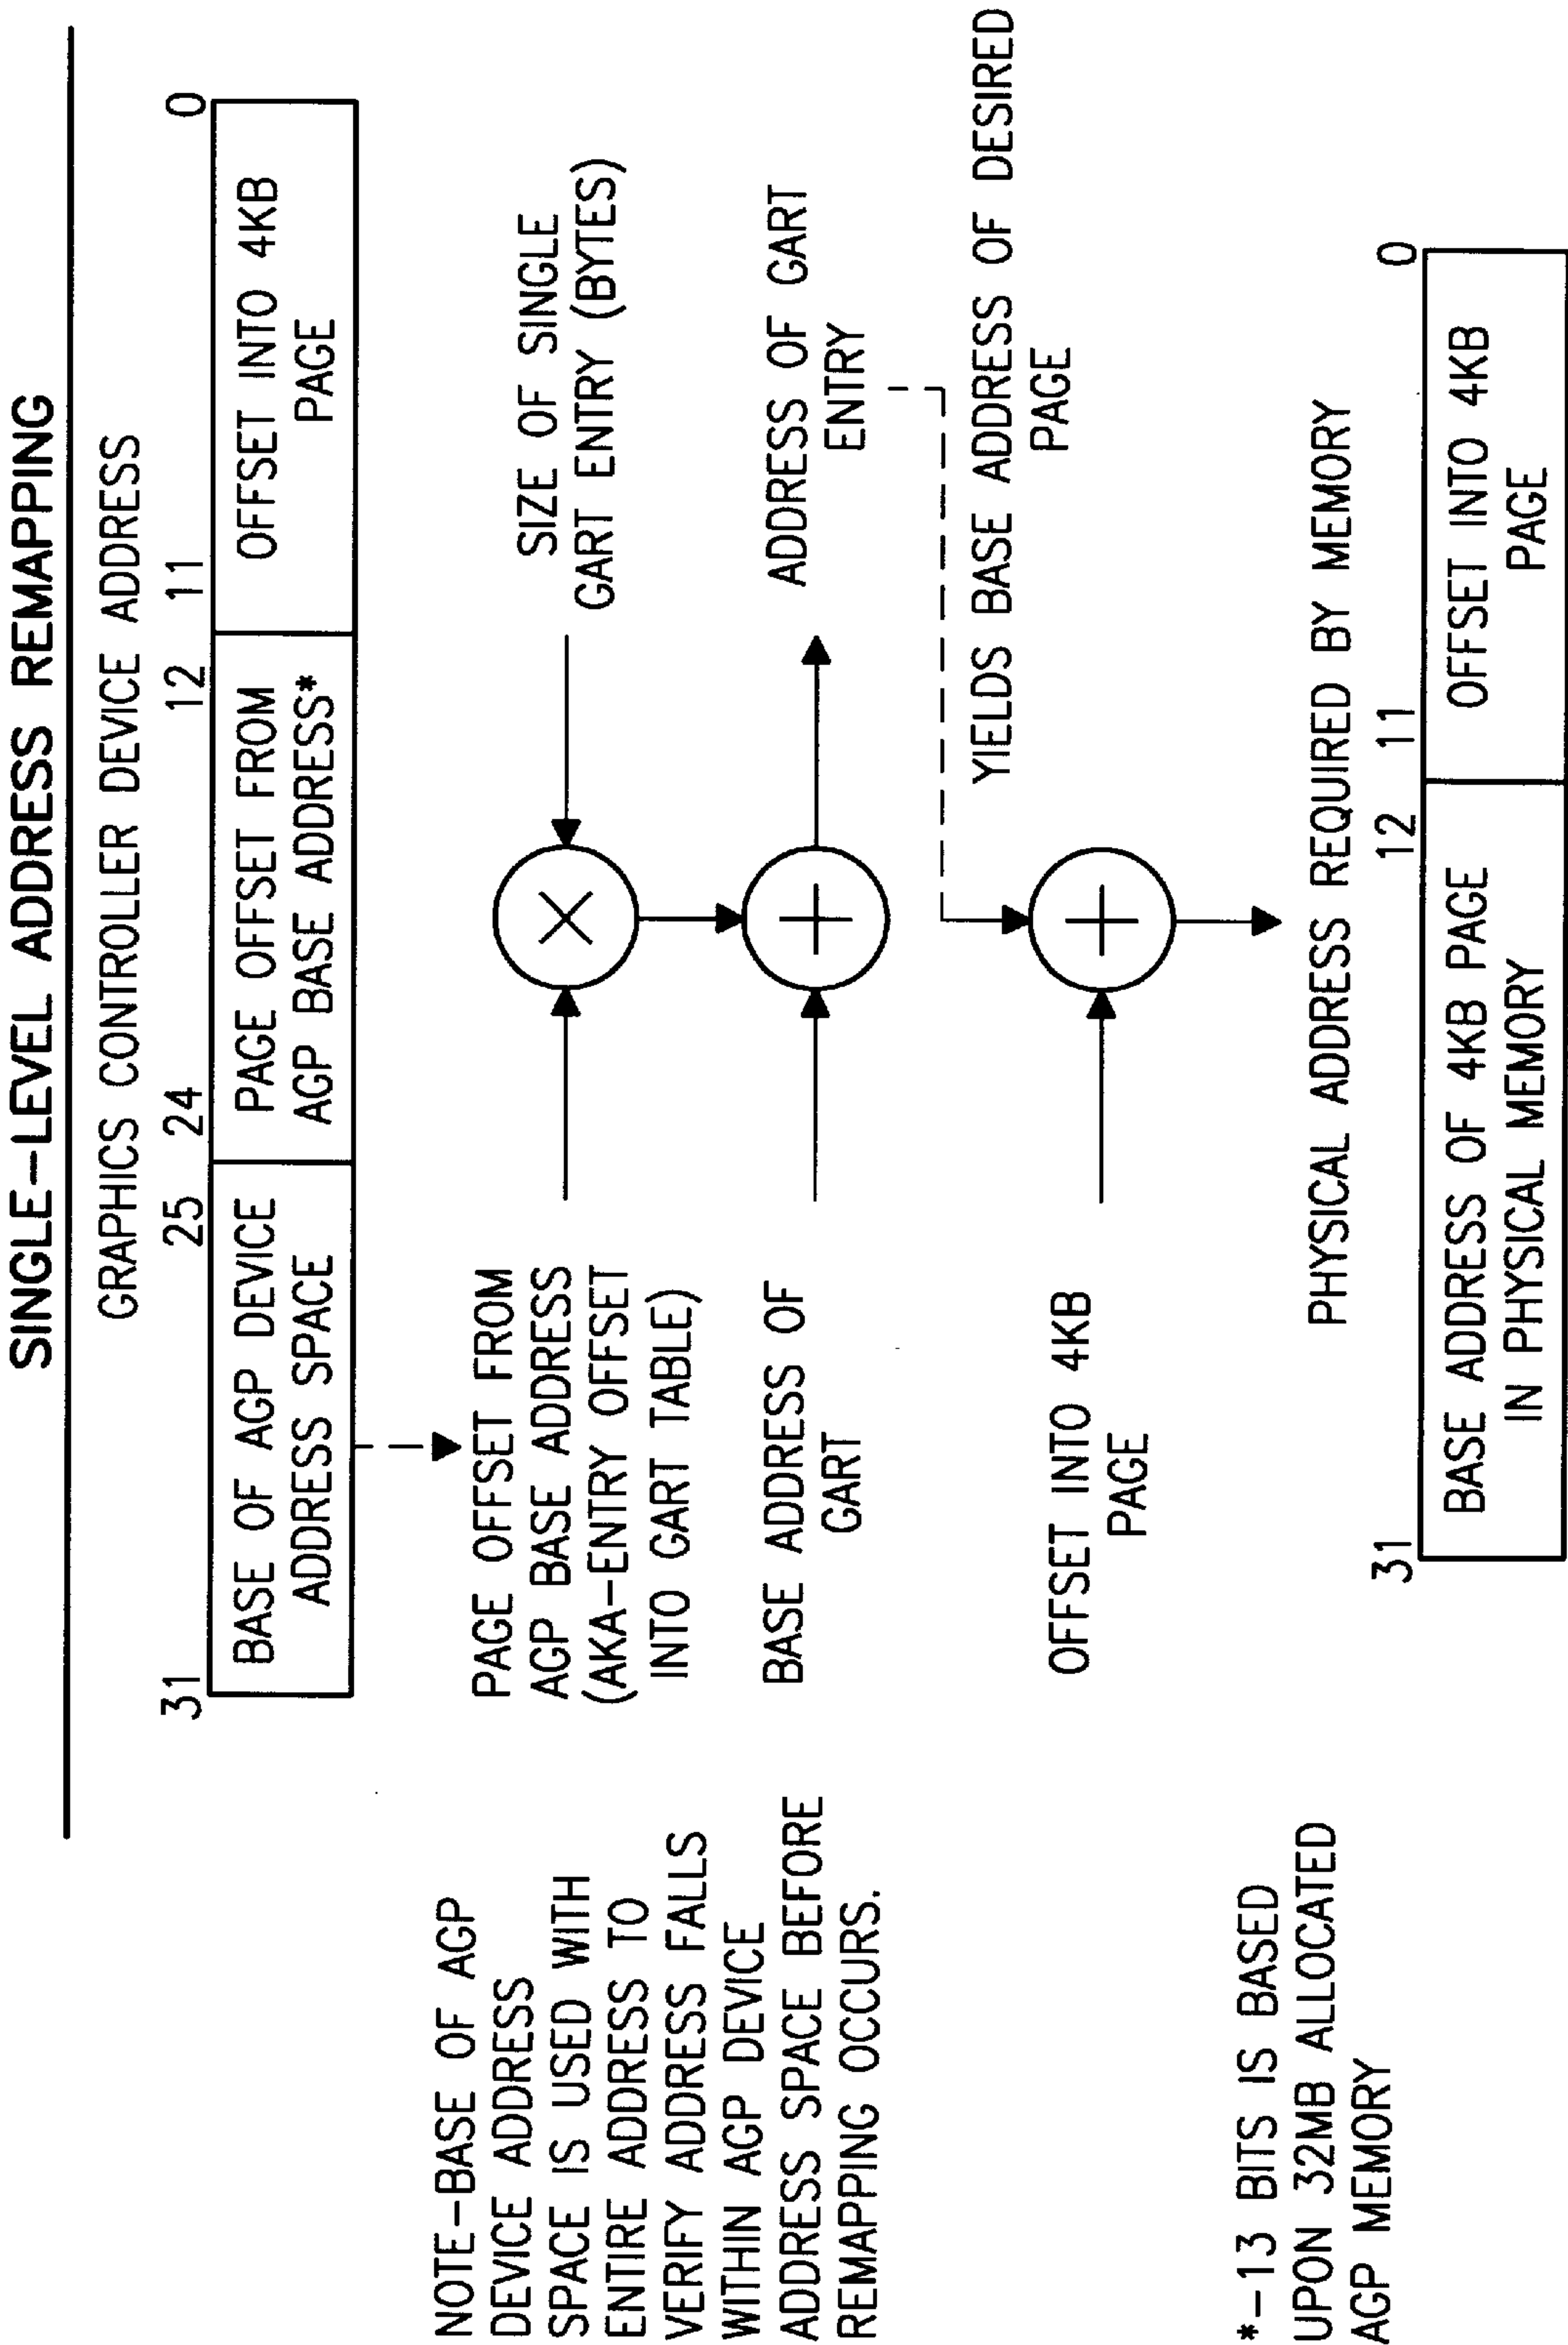 SINGLE-LEVEL ADDRESS REMAPPING
GRAPHICS CONTROLLER DEVICE ADDRESS
31 25 24 12 11 0
BASE OF AGP DEVICE
ADDRESS SPACE
PAGE OFFSET FROM
AGP BASE ADDRESS*
OFFSET INTO 4KB
PAGE
NOTE-BASE OF AGP
DEVICE ADDRESS
SPACE IS USED WITH
ENTIRE ADDRESS TO
VERIFY ADDRESS FALLS
WITHIN AGP DEVICE
ADDRESS SPACE BEFORE
REMAPPING OCCURS.
PAGE OFFSET FROM
AGP BASE ADDRESS
(AKA-ENTRY OFFSET
INTO GART TABLE)
SIZE OF SINGLE
GART ENTRY (BYTES)
BASE ADDRESS OF
GART
ADDRESS OF GART
ENTRY
YIELDS BASE ADDRESS OF DESIRED
PAGE
OFFSET INTO 4KB
PAGE
*-13 BITS IS BASED
UPON 32MB ALLOCATED
AGP MEMORY
PHYSICAL ADDRESS REQUIRED BY MEMORY
31 12 11 0
BASE ADDRESS OF 4KB PAGE
IN PHYSICAL MEMORY
OFFSET INTO 4KB
PAGE